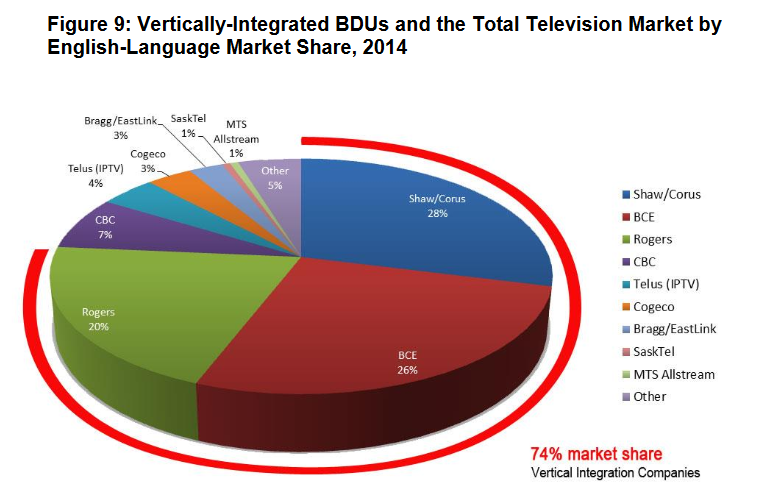 Figure 9: Vertically-Integrated BDUs and the Total Television Market by
English-Language Market Share, 2014
Bragg/EastLink
3%
SaskTel
1%
MTS
Allstream
1%
Cogeco
3%
Telus (IPTV)
4%
Other
5%
CBC
7%
Shaw/Corus
28%
Rogers
20%
BCE
26%
Shaw/Corus
BCE
Rogers
CBC
Telus (IPTV)
Cogeco
Bragg/EastLink
SaskTel
MTS Allstream
Other
74% market share
Vertical Integration Companies